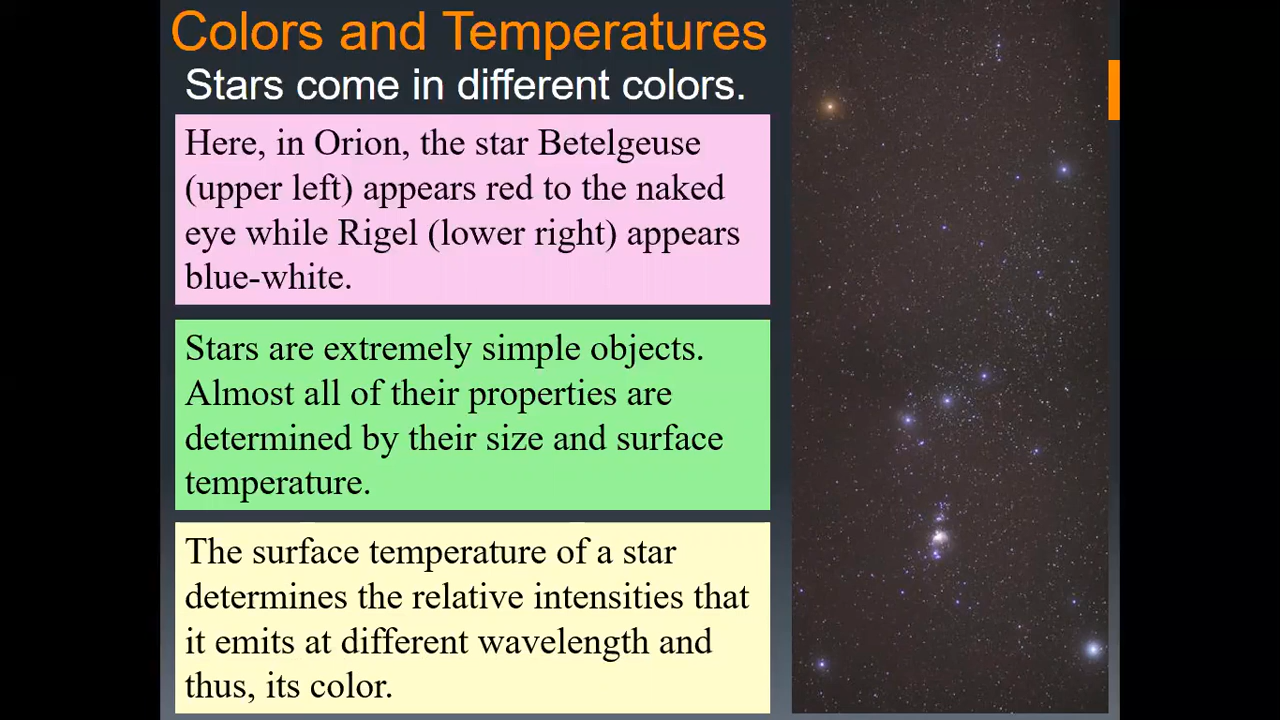 Colors and Temperatures
Stars come in different colors.
Here, in Orion, the star Betelgeuse
(upper left) appears red to the naked
eye while Rigel (lower right) appears
blue-white.
Stars are extremely simple objects.
Almost all of their properties are
determined by their size and surface
temperature.
The surface temperature of a star
determines the relative intensities that
it emits at different wavelength and
thus, its color.